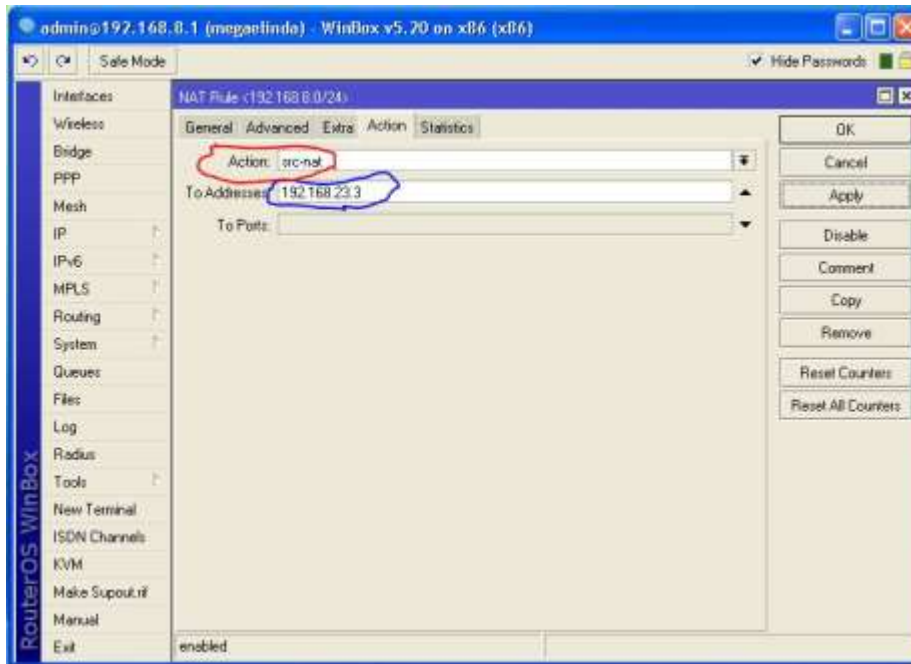 admin@192.168.8.1 (megaelinda) - WinBox v5.20 on x86 (x86)
Safe Mode
Hide Passwords
Interfaces
Wireless
Bridge
PPP
Mesh
IP
IPv6
MPLS
Routing
System
Queues
Files
Log
Radius
Tools
New Terminal
ISDN Channels
KVM
Make Supout.rif
Manual
Exit
RouterOS WinBox
NAT Rule <192.168.8.0/24>
General Advanced Extra Action Statistics
Action: src-nat
To Addresses: 192.168.23.3
To Ports:
OK
Cancel
Apply
Disable
Comment
Copy
Remove
Reset Counters
Reset All Counters
enabled